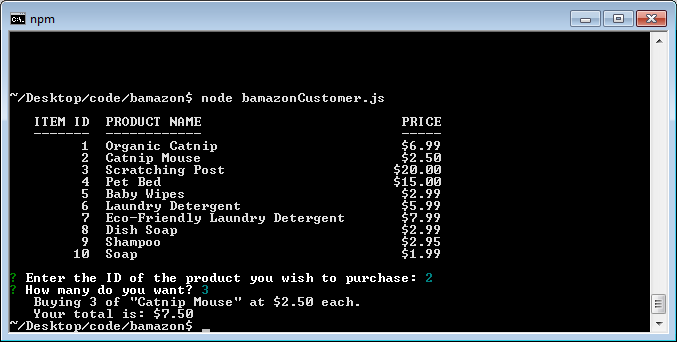 npm
~/Desktop/code/bamazon$ node bamazonCustomer.js
ITEM ID  PRODUCT NAME                         PRICE
-------  ------------                         -----
      1  Organic Catnip                       $6.99
      2  Catnip Mouse                         $2.50
      3  Scratching Post                     $20.00
      4  Pet Bed                             $15.00
      5  Baby Wipes                           $2.99
      6  Laundry Detergent                    $5.99
      7  Eco-Friendly Laundry Detergent       $7.99
      8  Dish Soap                            $2.99
      9  Shampoo                              $2.95
     10  Soap                                 $1.99
? Enter the ID of the product you wish to purchase: 2
? How many do you want? 3
   Buying 3 of "Catnip Mouse" at $2.50 each.
   Your total is: $7.50
~/Desktop/code/bamazon$ _